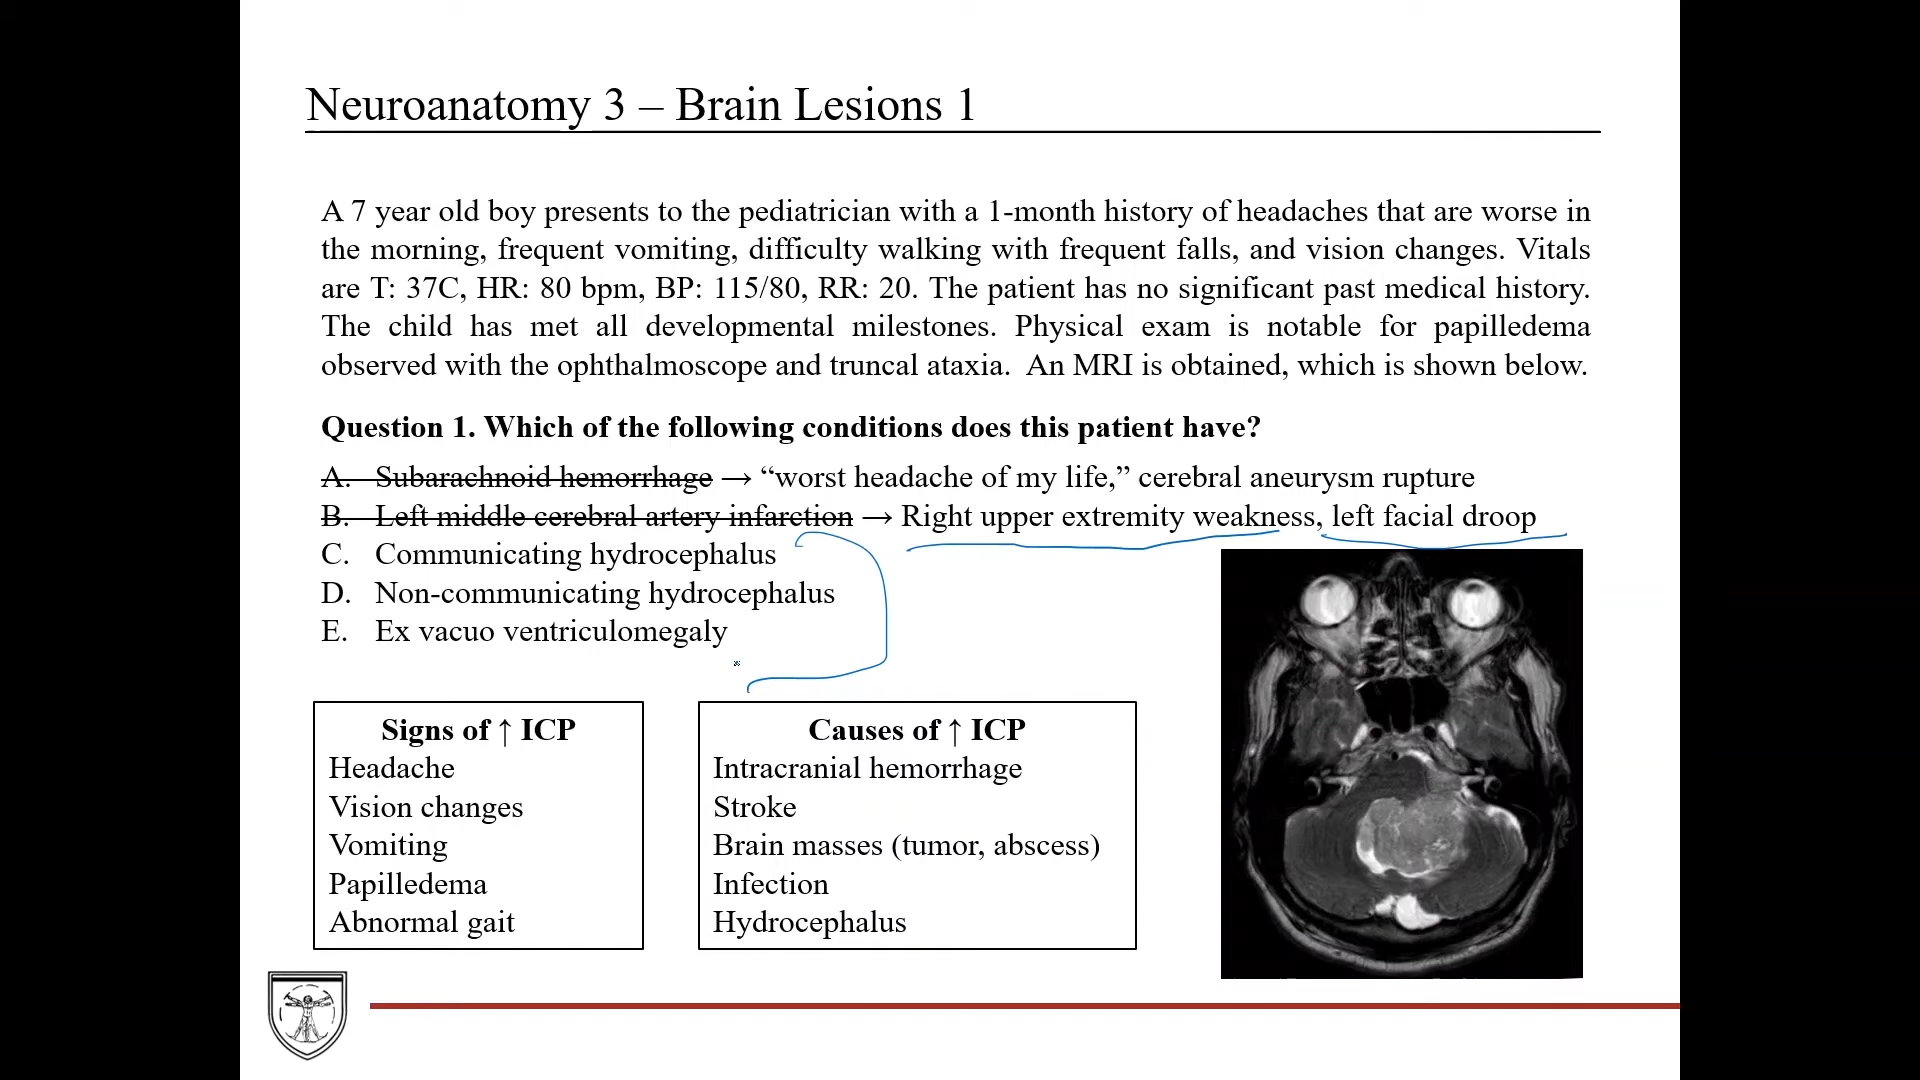 Neuroanatomy 3 – Brain Lesions 1
A 7 year old boy presents to the pediatrician with a 1-month history of headaches that are worse in
the morning, frequent vomiting, difficulty walking with frequent falls, and vision changes. Vitals
are T: 37C, HR: 80 bpm, BP: 115/80, RR: 20. The patient has no significant past medical history.
The child has met all developmental milestones. Physical exam is notable for papilledema
observed with the ophthalmoscope and truncal ataxia. An MRI is obtained, which is shown below.
Question 1. Which of the following conditions does this patient have?
A. Subarachnoid hemorrhage → “worst headache of my life,” cerebral aneurysm rupture
B. Left middle cerebral artery infarction → Right upper extremity weakness, left facial droop
C. Communicating hydrocephalus
D. Non-communicating hydrocephalus
E. Ex vacuo ventriculomegaly
Signs of ↑ ICP
Headache
Vision changes
Vomiting
Papilledema
Abnormal gait
Causes of ↑ ICP
Intracranial hemorrhage
Stroke
Brain masses (tumor, abscess)
Infection
Hydrocephalus